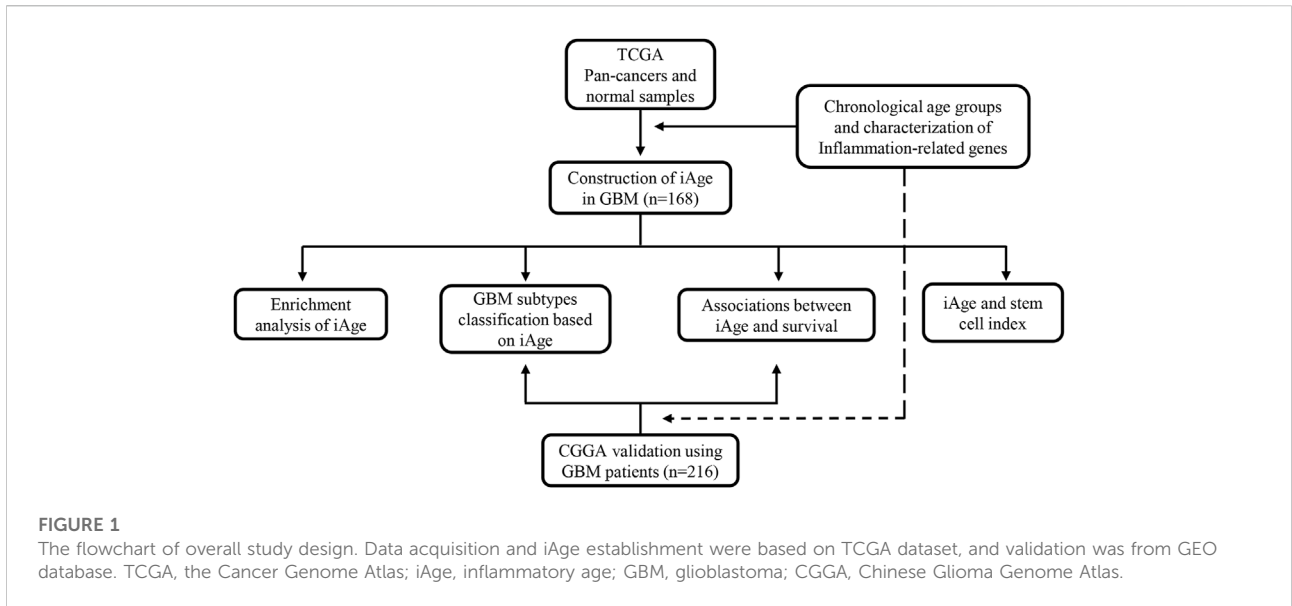 TCGA
Pan-cancers and
normal samples
Chronological age groups
and characterization of
Inflammation-related genes
Construction of iAge
in GBM (n=168)
Enrichment
analysis of iAge
GBM subtypes
classification based
on iAge
Associations between
iAge and survival
iAge and stem
cell index
CGGA validation using
GBM patients (n=216)
FIGURE 1
The flowchart of overall study design. Data acquisition and iAge establishment were based on TCGA dataset, and validation was from GEO
database. TCGA, the Cancer Genome Atlas; iAge, inflammatory age; GBM, glioblastoma; CGGA, Chinese Glioma Genome Atlas.